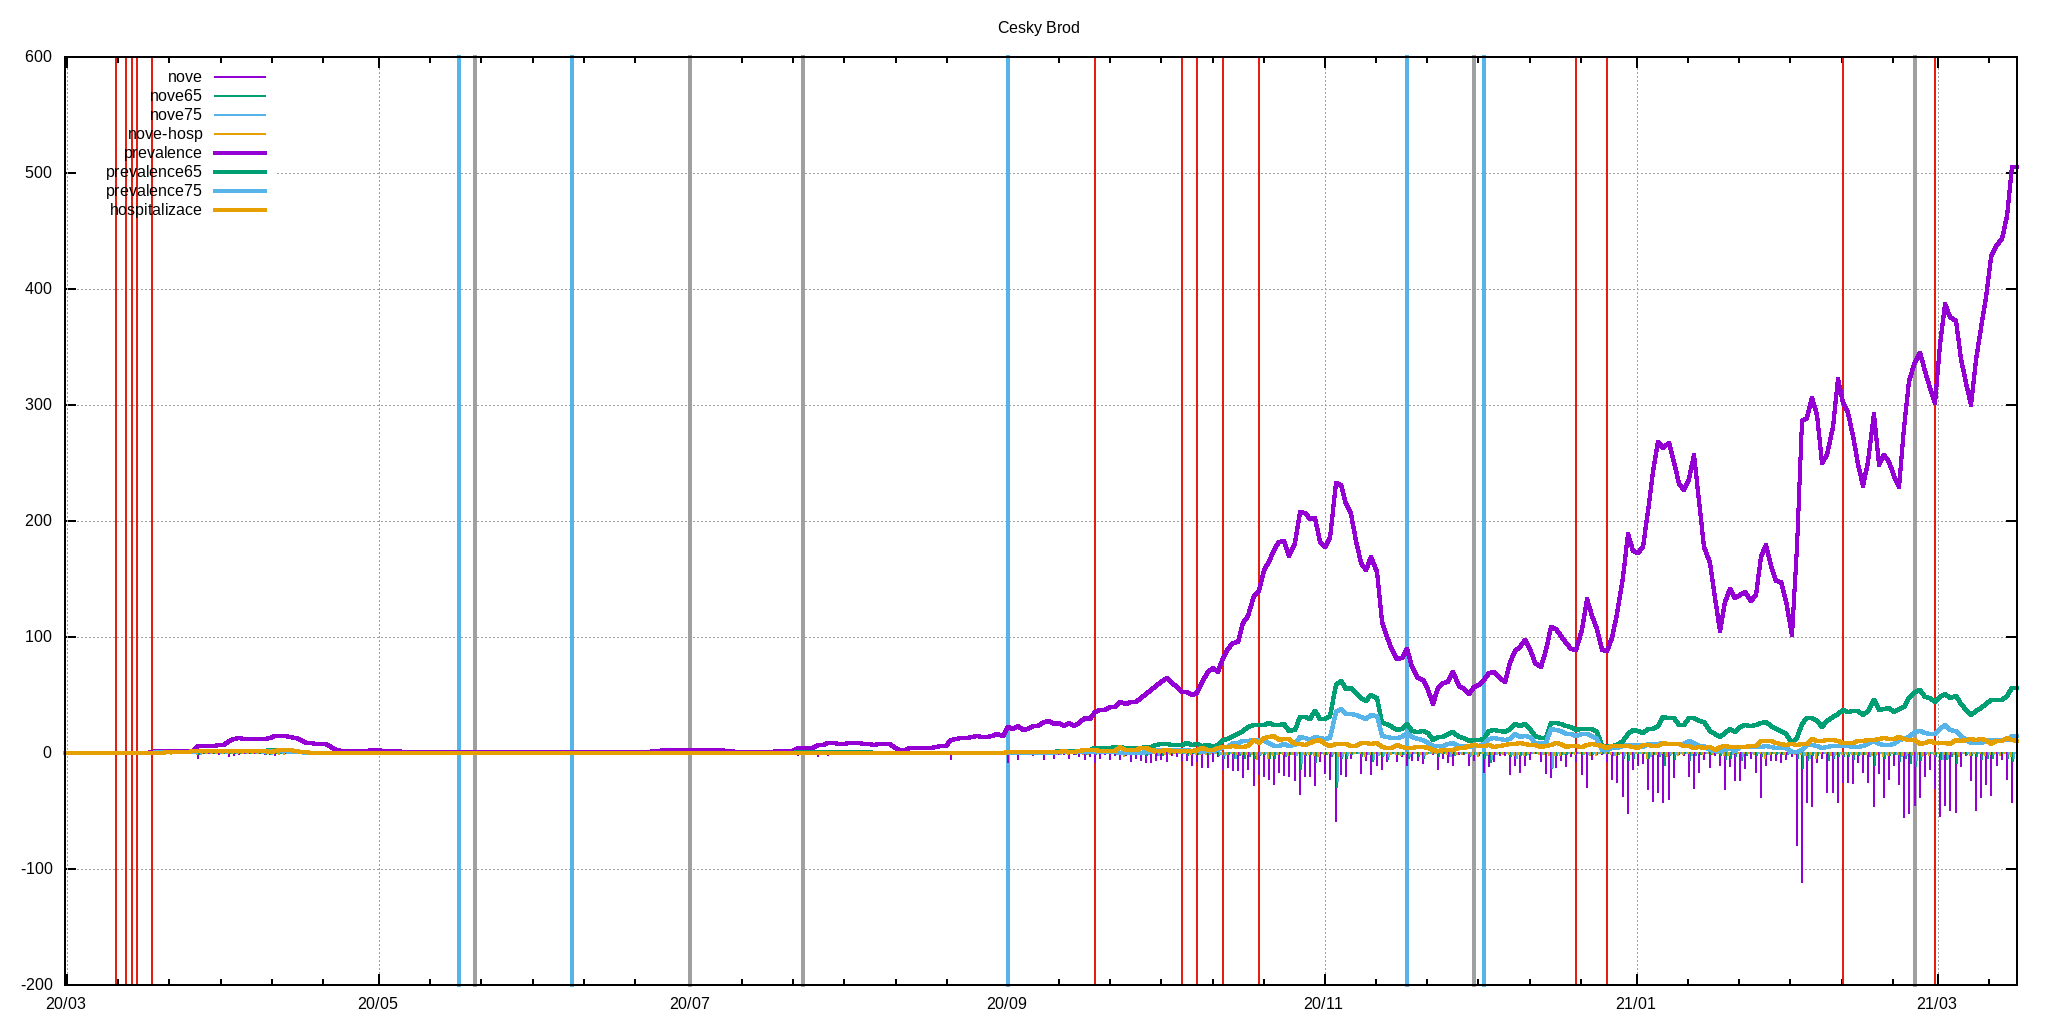 Cesky Brod
600
500
400
300
200
100
0
-100
-200
nove
nove65
nove75
nove-hosp
prevalence
prevalence65
prevalence75
hospitalizace
20/03 20/05 20/07 20/09 20/11 21/01 21/03